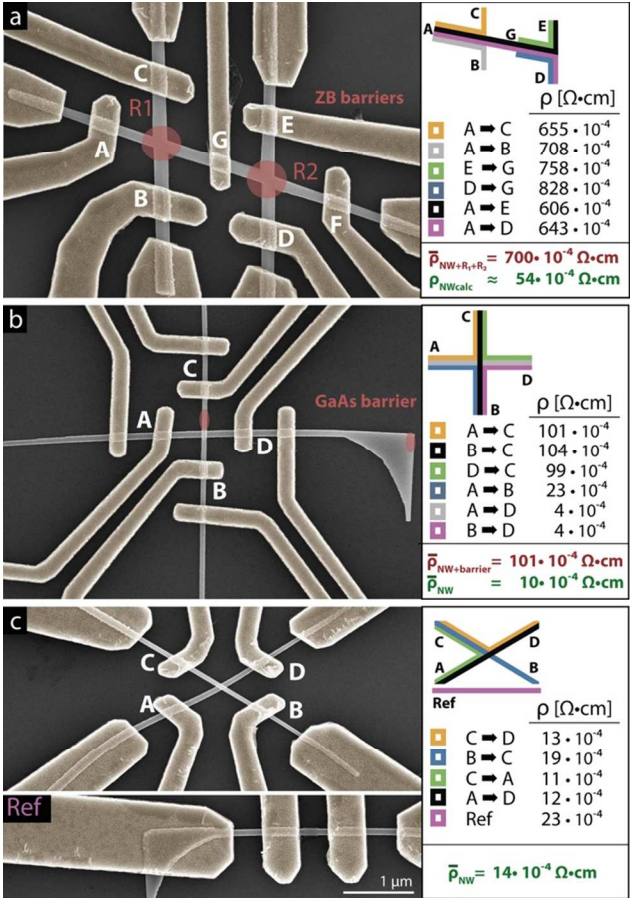 a
C
R1
ZB barriers
E
G
A
R2
B
F
D
C
E
A
G
B
D
ρ [Ω•cm]
A ➡ C 655•10⁻⁴
A ➡ B 708•10⁻⁴
E ➡ G 758•10⁻⁴
D ➡ G 828•10⁻⁴
A ➡ E 606•10⁻⁴
A ➡ D 643•10⁻⁴
ρ̅NW+R₁+R₂ = 700•10⁻⁴ Ω•cm
ρNWcalc ≈ 54•10⁻⁴ Ω•cm
b
C
GaAs barrier
A
D
B
C
A
D
B
ρ [Ω•cm]
A ➡ C 101•10⁻⁴
B ➡ C 104•10⁻⁴
D ➡ C 99•10⁻⁴
A ➡ B 23•10⁻⁴
A ➡ D 4•10⁻⁴
B ➡ D 4•10⁻⁴
ρ̅NW+barrier = 101•10⁻⁴ Ω•cm
ρ̅NW = 10•10⁻⁴ Ω•cm
c
C
D
A
B
Ref
1 μm
C
D
A
B
Ref
ρ [Ω•cm]
C ➡ D 13•10⁻⁴
B ➡ C 19•10⁻⁴
C ➡ A 11•10⁻⁴
A ➡ D 12•10⁻⁴
Ref 23•10⁻⁴
ρ̅NW = 14•10⁻⁴ Ω•cm